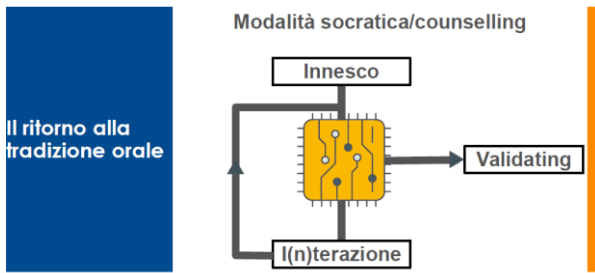 Modalità socratica/counselling
Innesco
Il ritorno alla
tradizione orale
Validating
I(n)terazione